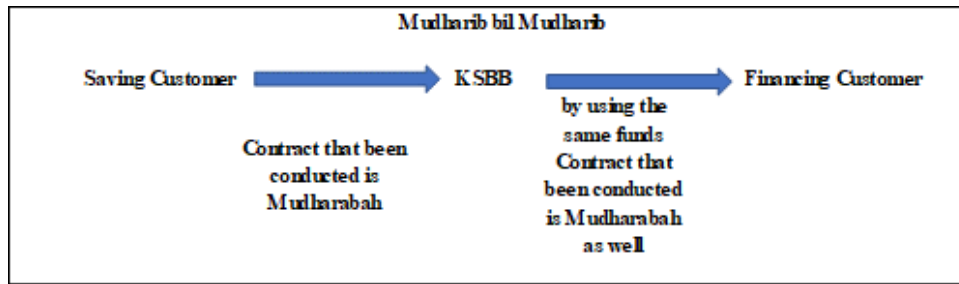 Mudharib bil Mudharib
Saving Customer
KSBB
Financing Customer
Contract that been
conducted is
Mudharabah
by using the
same funds
Contract that
been conducted
is Mudharabah
as well